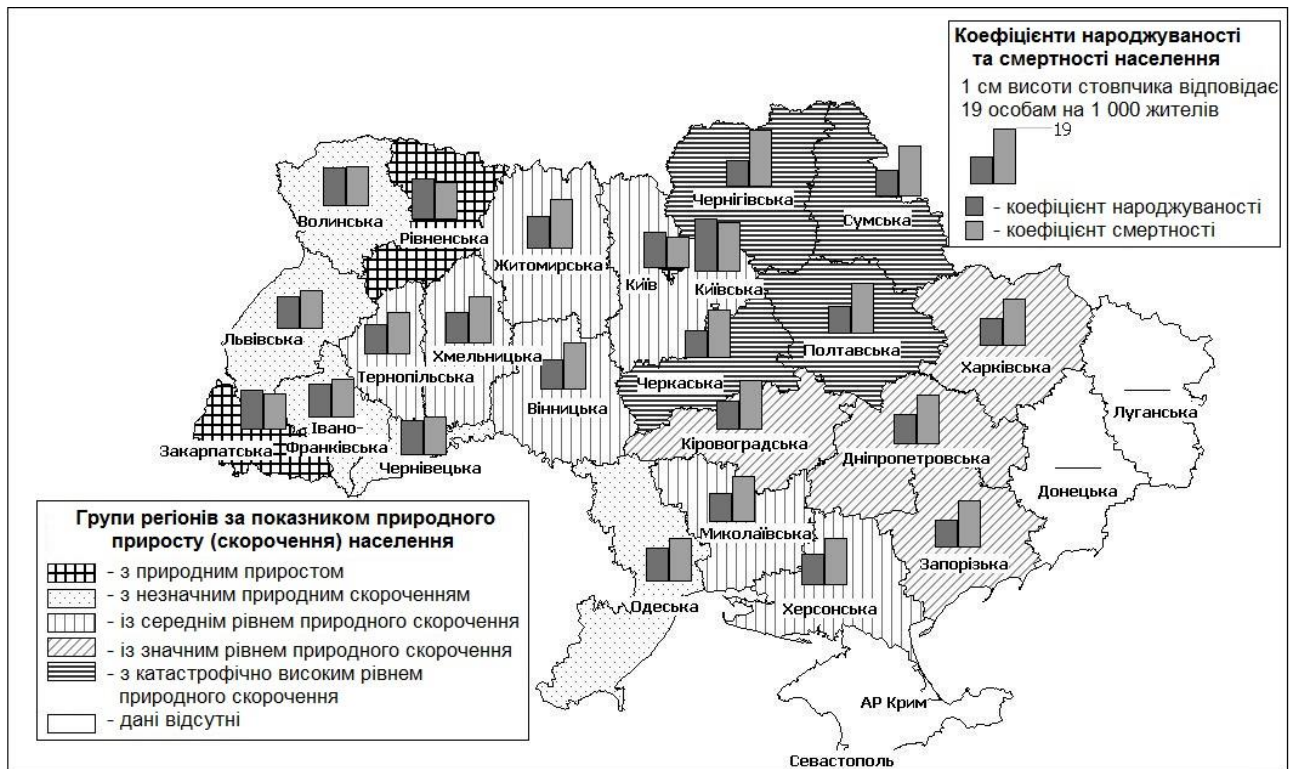 Коефіцієнти народжуваності
та смертності населення
1 см висоти стовпчика відповідає
19 особам на 1 000 жителів
19
- коефіцієнт народжуваності
- коефіцієнт смертності
Волинська
Рівненська
Житомирська
Київ
Київська
Чернігівська
Сумська
Львівська
Тернопільська
Хмельницька
Вінницька
Черкаська
Полтавська
Харківська
Луганська
Закарпатська
Івано-
Франківська
Чернівецька
Кіровоградська
Дніпропетровська
Донецька
Миколаївська
Запорізька
Одеська
Херсонська
АР Крим
Севастополь
Групи регіонів за показником природного
приросту (скорочення) населення
- з природним приростом
- з незначним природним скороченням
- із середнім рівнем природного скорочення
- із значним рівнем природного скорочення
- з катастрофічно високим рівнем
природного скорочення
- дані відсутні